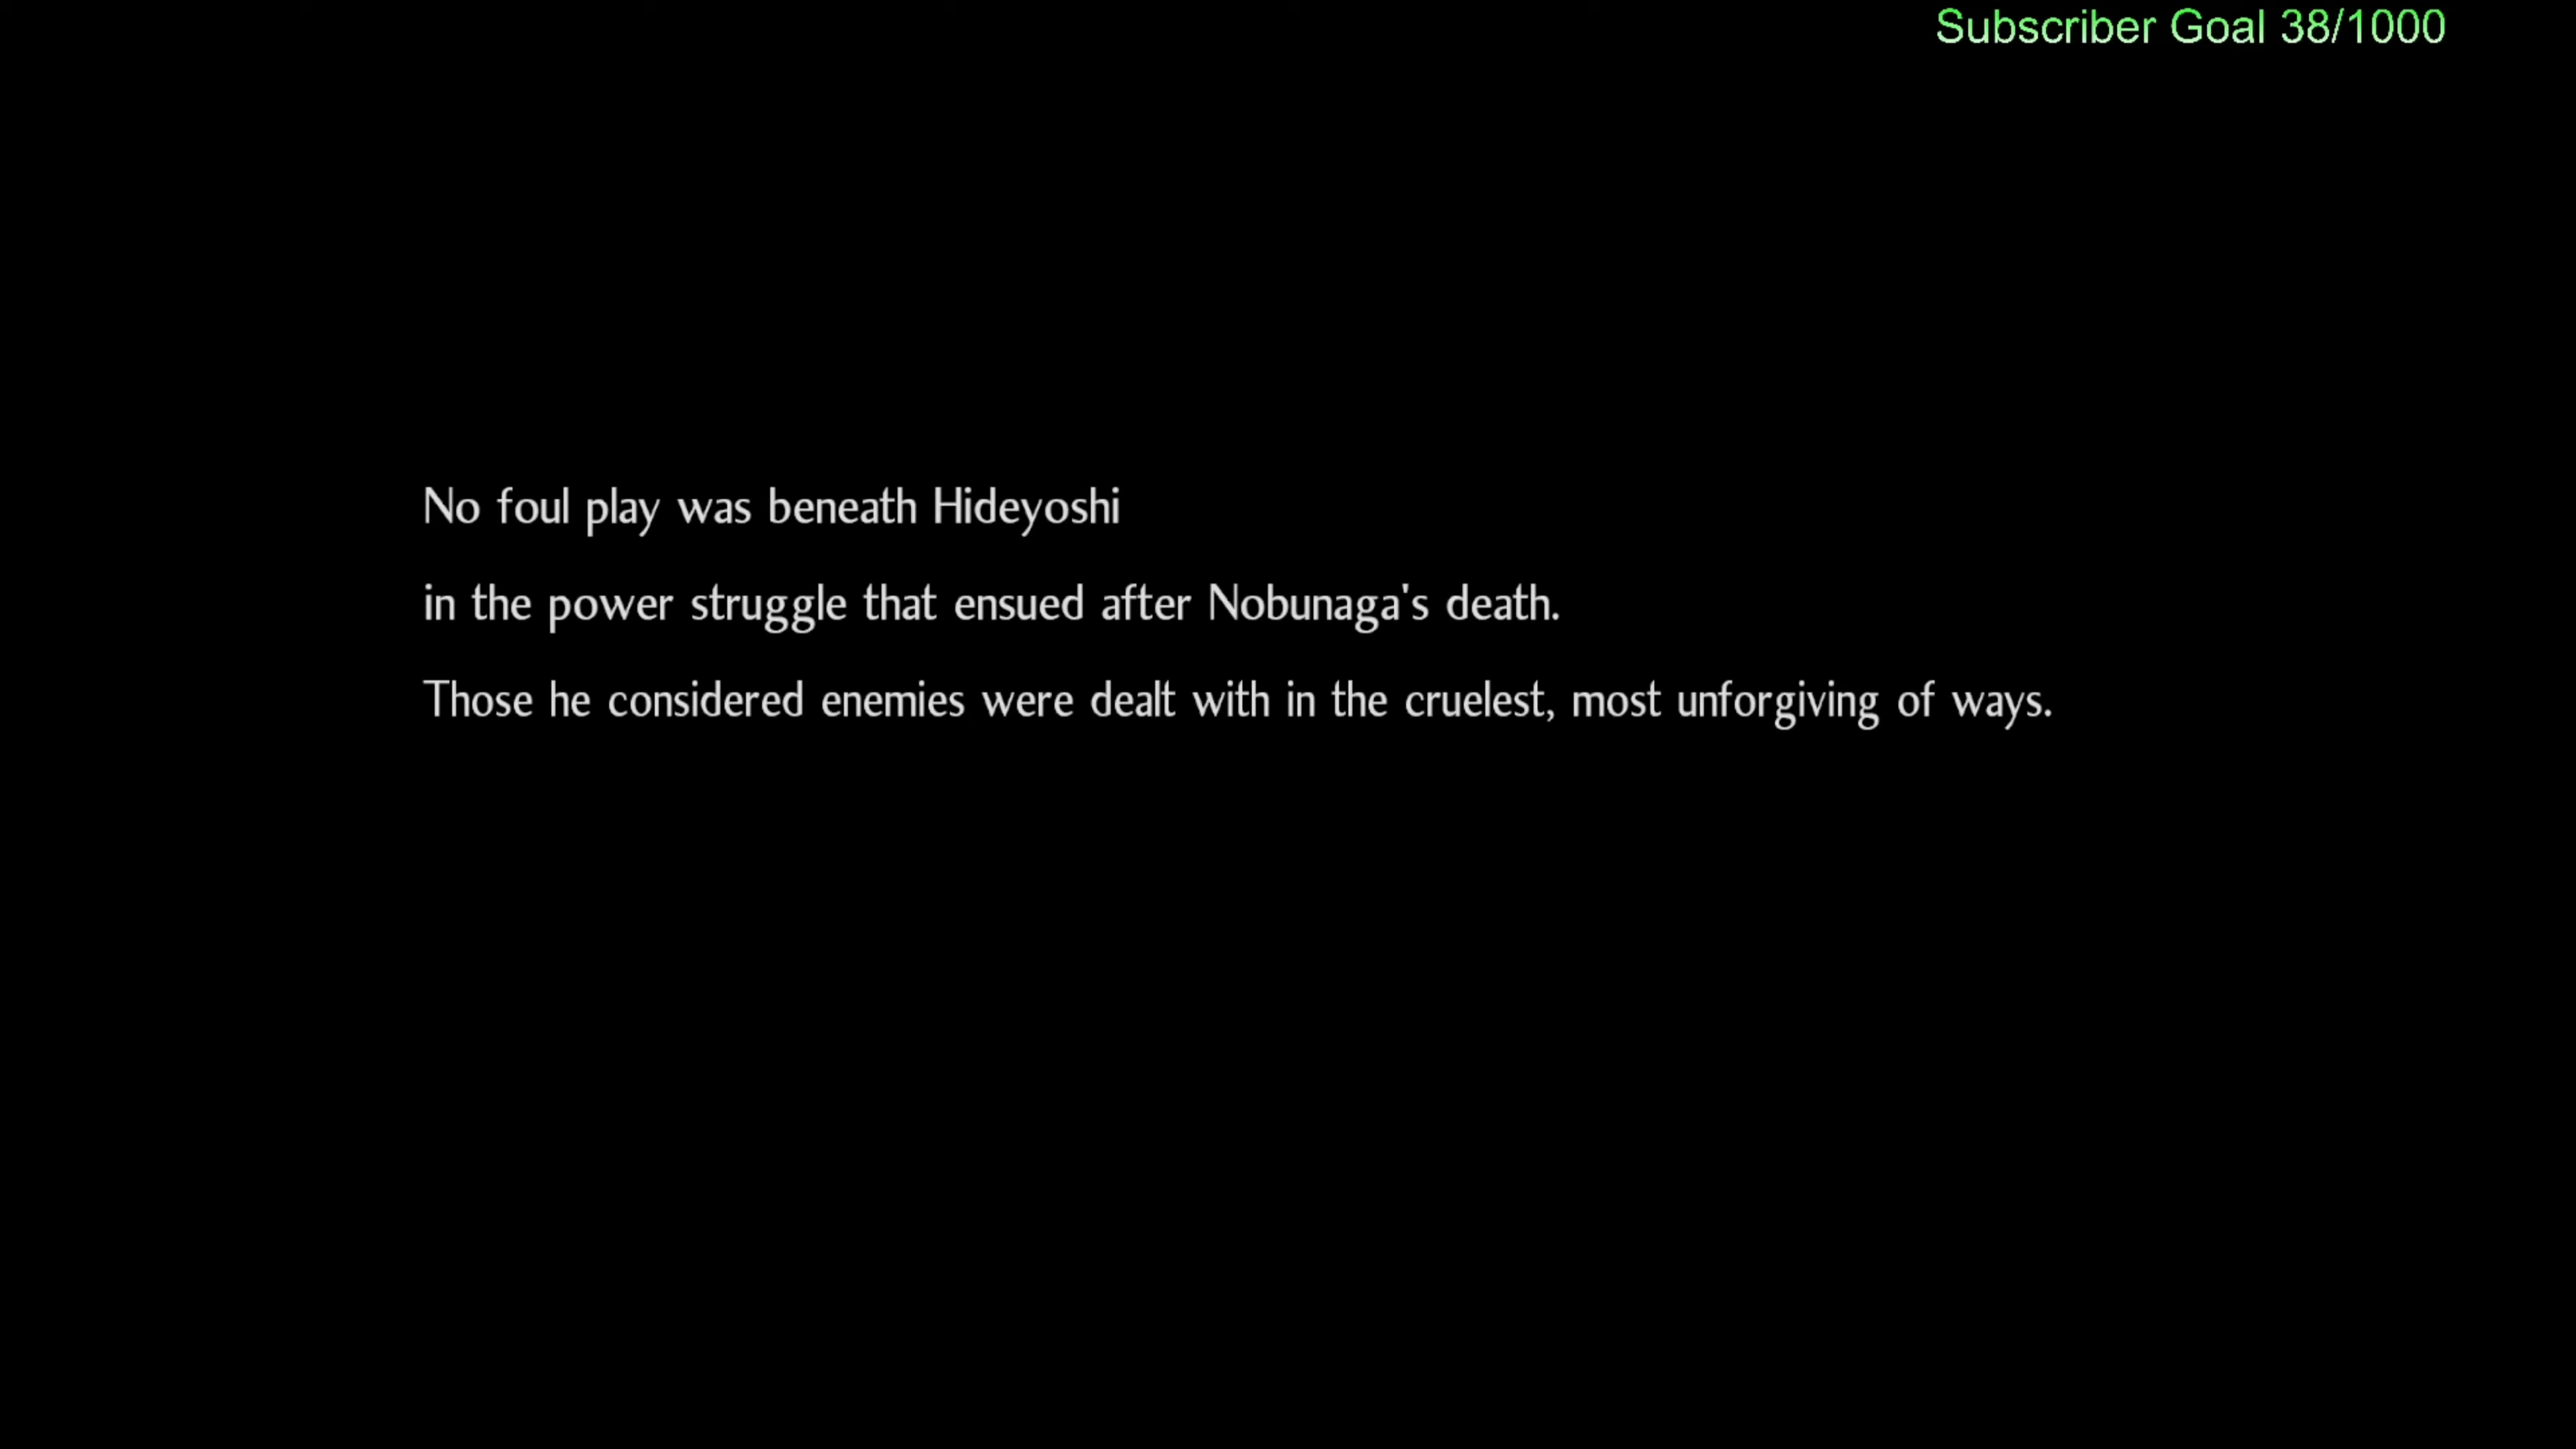 Subscriber Goal 38/1000
No foul play was beneath Hideyoshi
in the power struggle that ensued after Nobunaga's death.
Those he considered enemies were dealt with in the cruelest, most unforgiving of ways.